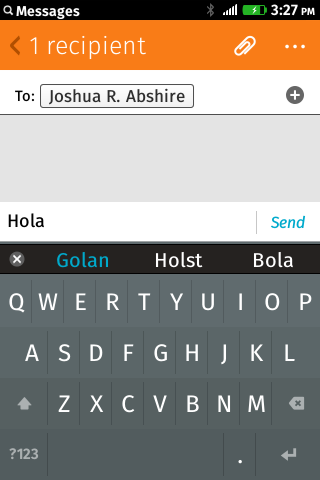 Messages 3:27 PM
1 recipient
To: Joshua R. Abshire
Hola Send
Golan Holst Bola
Q W E R T Y U I O P
A S D F G H J K L
Z X C V B N M
?123 .